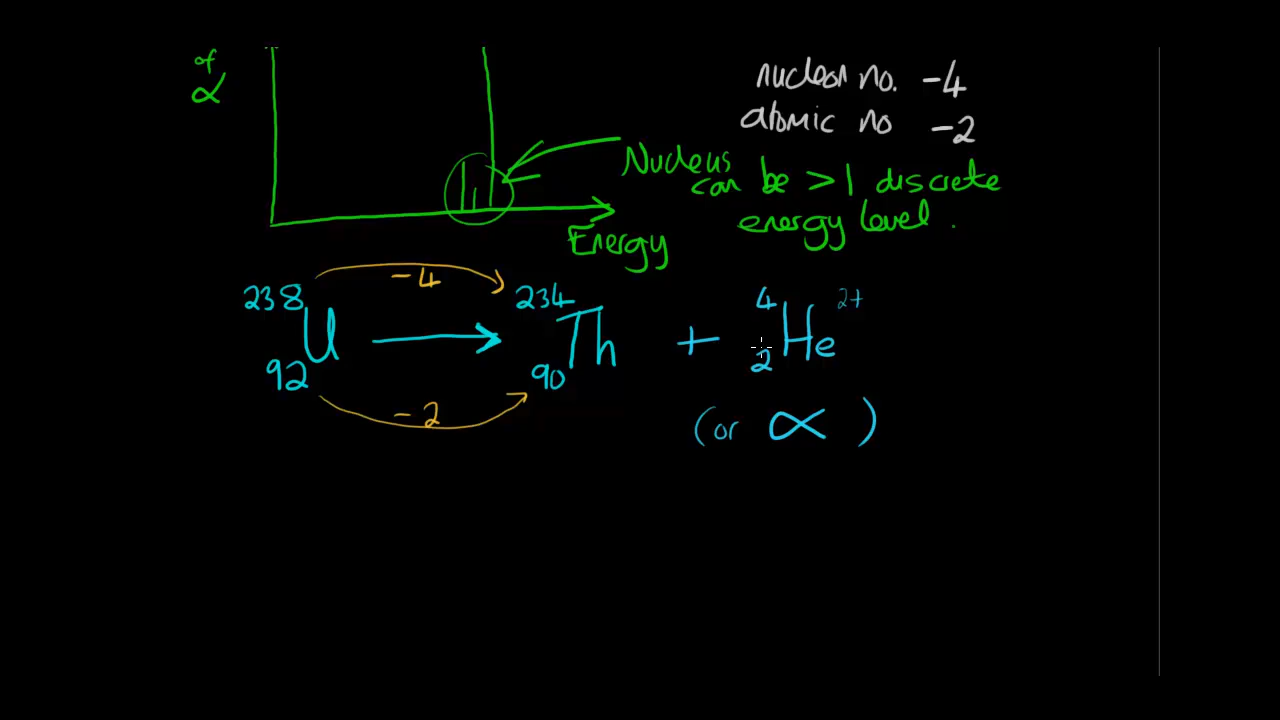 of
α
nuclear no. -4
atomic no -2
Nucleus
can be >1 discrete
energy level.
Energy
-4
238 U 92 → 234 Th 90 + 4 He 2+ 2
-2
(or α )